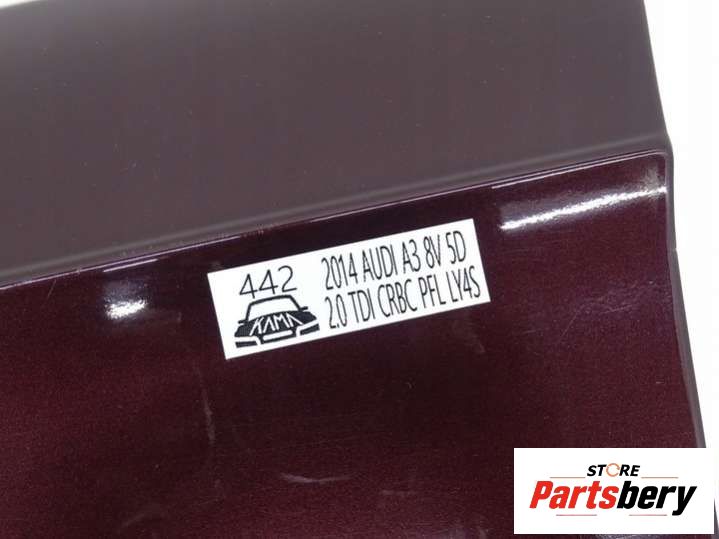 442
KAMA
2014 AUDI A3 8V 5D
2.0 TDI CRBC PFL LY4S
STORE
Partsbery